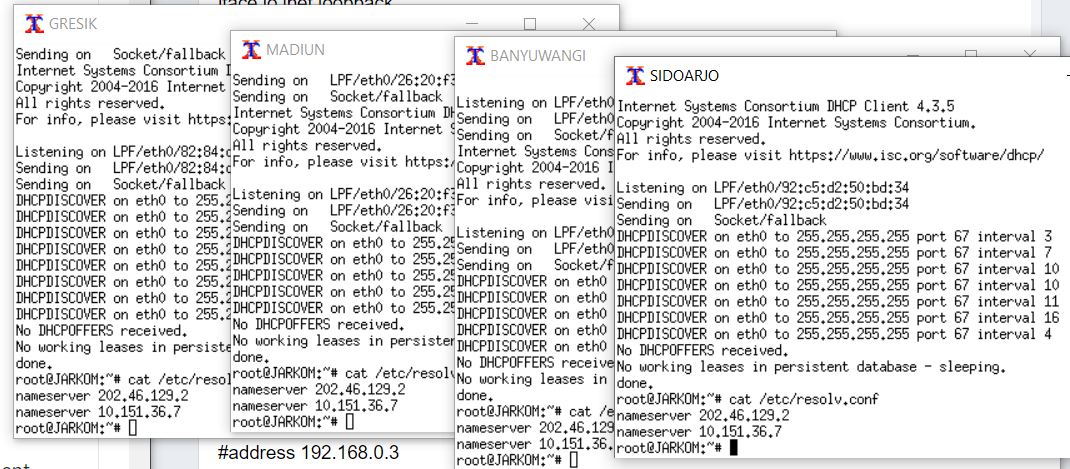 iface lo inet loopback
GRESIK
Sending on Socket/fallback
Internet Systems Consortium
Copyright 2004-2016 Internet
All rights reserved.
For info, please visit https:
Listening on LPF/eth0/82:84:
Sending on LPF/eth0/82:84:
Sending on Socket/fallback
DHCPDISCOVER on eth0 to 255.2
DHCPDISCOVER on eth0 to 255.2
DHCPDISCOVER on eth0 to 255.2
DHCPDISCOVER on eth0 to 255.2
DHCPDISCOVER on eth0 to 255.2
DHCPDISCOVER on eth0 to 255.2
DHCPDISCOVER on eth0 to 255.2
DHCPDISCOVER on eth0 to 255.2
No DHCPOFFERS received.
No working leases in persiste
done.
root@JARKOM:~# cat /etc/resol
nameserver 202.46.129.2
nameserver 10.151.36.7
root@JARKOM:~#
MADIUN
Sending on LPF/eth0/26:20:f3
Sending on Socket/fallback
Internet Systems Consortium DH
Copyright 2004-2016 Internet S
All rights reserved.
For info, please visit https:/
Listening on LPF/eth0/26:20:f3
Sending on LPF/eth0/26:20:f3
Sending on Socket/fallback
DHCPDISCOVER on eth0 to 255.25
DHCPDISCOVER on eth0 to 255.25
DHCPDISCOVER on eth0 to 255.25
DHCPDISCOVER on eth0 to 255.25
DHCPDISCOVER on eth0 to 255.25
No DHCPOFFERS received.
No working leases in persisten
done.
root@JARKOM:~# cat /etc/resolv
nameserver 202.46.129.2
nameserver 10.151.36.7
root@JARKOM:~#
BANYUWANGI
Listening on LPF/eth0
Sending on LPF/eth0
Sending on Socket/f
Internet Systems Cons
Copyright 2004-2016 I
All rights reserved.
For info, please visi
Listening on LPF/eth0
Sending on LPF/eth0
Sending on Socket/f
DHCPDISCOVER on eth0
DHCPDISCOVER on eth0
DHCPDISCOVER on eth0
DHCPDISCOVER on eth0
DHCPDISCOVER on eth0
No DHCPOFFERS receive
No working leases in
done.
root@JARKOM:~# cat /e
nameserver 202.46.129
nameserver 10.151.36.
root@JARKOM:~#
SIDOARJO
Internet Systems Consortium DHCP Client 4.3.5
Copyright 2004-2016 Internet Systems Consortium.
All rights reserved.
For info, please visit https://www.isc.org/software/dhcp/
Listening on LPF/eth0/92:c5:d2:50:bd:34
Sending on LPF/eth0/92:c5:d2:50:bd:34
Sending on Socket/fallback
DHCPDISCOVER on eth0 to 255.255.255.255 port 67 interval 3
DHCPDISCOVER on eth0 to 255.255.255.255 port 67 interval 7
DHCPDISCOVER on eth0 to 255.255.255.255 port 67 interval 10
DHCPDISCOVER on eth0 to 255.255.255.255 port 67 interval 10
DHCPDISCOVER on eth0 to 255.255.255.255 port 67 interval 11
DHCPDISCOVER on eth0 to 255.255.255.255 port 67 interval 16
DHCPDISCOVER on eth0 to 255.255.255.255 port 67 interval 4
No DHCPOFFERS received.
No working leases in persistent database - sleeping.
done.
root@JARKOM:~# cat /etc/resolv.conf
nameserver 202.46.129.2
nameserver 10.151.36.7
root@JARKOM:~#
#address 192.168.0.3